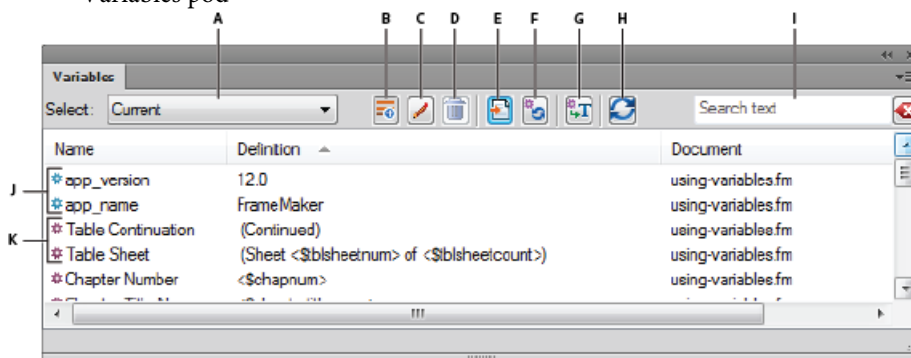 Variables pod
A B C D E F G H I
Variables
Select: Current Search text
Name Definition Document
J app_version 12.0 using-variables.fm
app_name FrameMaker using-variables.fm
K Table Continuation (Continued) using-variables.fm
Table Sheet (Sheet <$tblsheetnum> of <$tblsheetcount>) using-variables.fm
Chapter Number <$chapnum> using-variables.fm